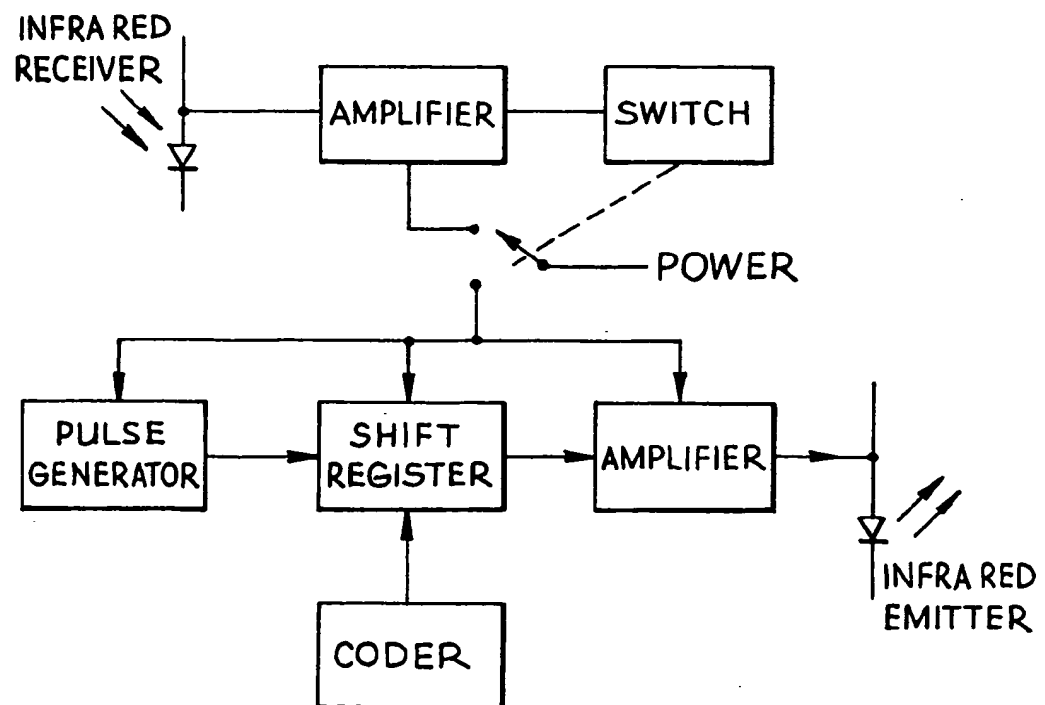 INFRA RED
RECEIVER
AMPLIFIER
SWITCH
POWER
PULSE
GENERATOR
SHIFT
REGISTER
AMPLIFIER
INFRA RED
EMITTER
CODER